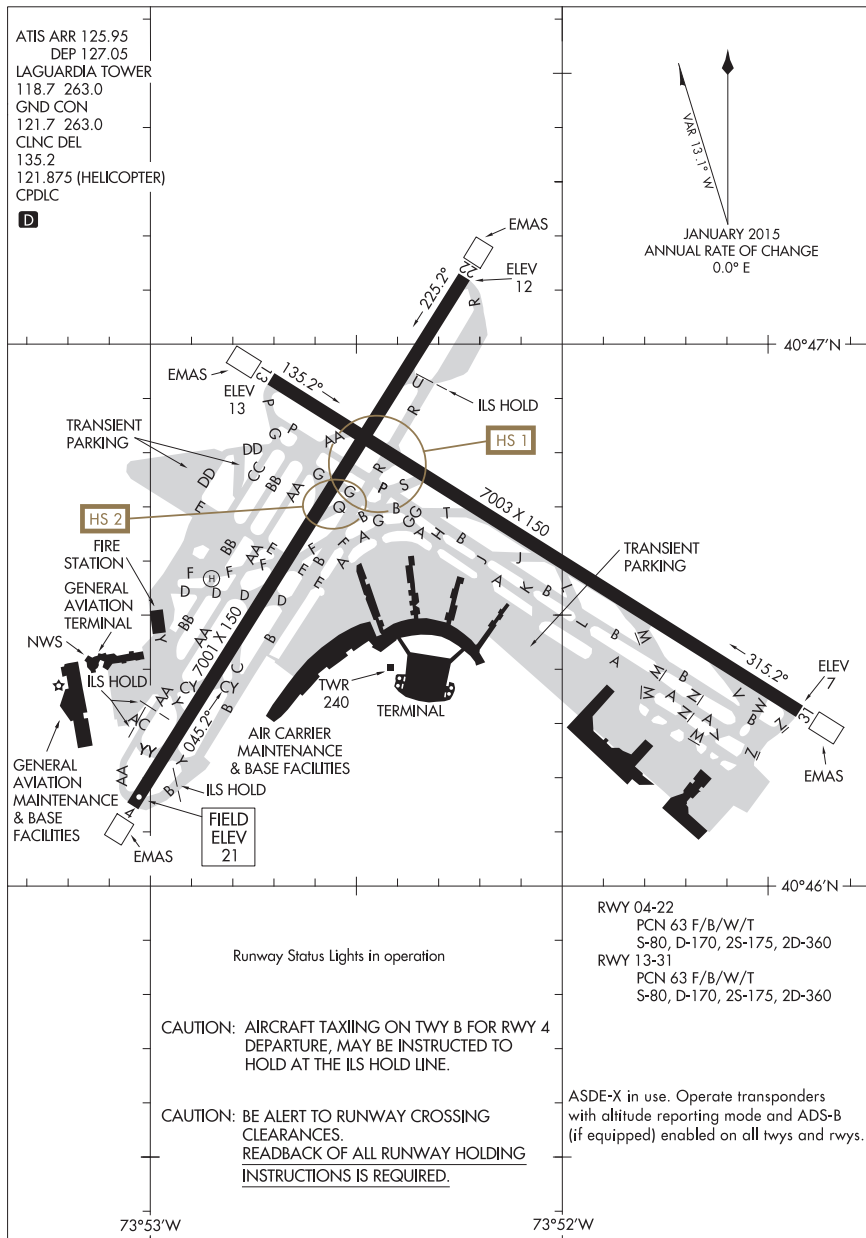 ATIS ARR 125.95
DEP 127.05
LAGUARDIA TOWER
118.7 263.0
GND CON
121.7 263.0
CLNC DEL
135.2
121.875 (HELICOPTER)
CPDLC
D
VAR 13.1° W
JANUARY 2015
ANNUAL RATE OF CHANGE
0.0° E
EMAS
22
ELEV
12
225.2°
R
40°47'N
EMAS
13
135.2°
ELEV
13
P
U
R
ILS HOLD
TRANSIENT
PARKING
G
P
AA
HS 1
DD
CC
DD
BB
AA
G
R
S
P
E
G
Q
B
B
G
GG
T
7003 X 150
HS 2
FIRE
STATION
BB
AA
E
F
F
A
A
H
B
J
TRANSIENT
PARKING
GENERAL
AVIATION
TERMINAL
F
H
F
F
E
B
E
E
A
J
A
K
B
L
D
D
D
D
BB
AA
Y
B
L
B
M
A
NWS
7001 X 150
315.2°
ELEV
7
ILS HOLD
AA
Y
CY
C
CY
B
TWR
240
TERMINAL
M
B
M
N
A
N
V
A
V
W
B
W
N
31
Z
Z
A
C
Y
Y
045.2°
AIR CARRIER
MAINTENANCE
& BASE FACILITIES
GENERAL
AVIATION
MAINTENANCE
& BASE
FACILITIES
AA
Y
B
ILS HOLD
EMAS
4
EMAS
FIELD
ELEV
21
40°46'N
RWY 04-22
PCN 63 F/B/W/T
S-80, D-170, 2S-175, 2D-360
RWY 13-31
PCN 63 F/B/W/T
S-80, D-170, 2S-175, 2D-360
Runway Status Lights in operation
CAUTION: AIRCRAFT TAXIING ON TWY B FOR RWY 4
DEPARTURE, MAY BE INSTRUCTED TO
HOLD AT THE ILS HOLD LINE.
ASDE-X in use. Operate transponders
with altitude reporting mode and ADS-B
(if equipped) enabled on all twys and rwys.
CAUTION: BE ALERT TO RUNWAY CROSSING
CLEARANCES.
READBACK OF ALL RUNWAY HOLDING
INSTRUCTIONS IS REQUIRED.
73°53'W
73°52'W